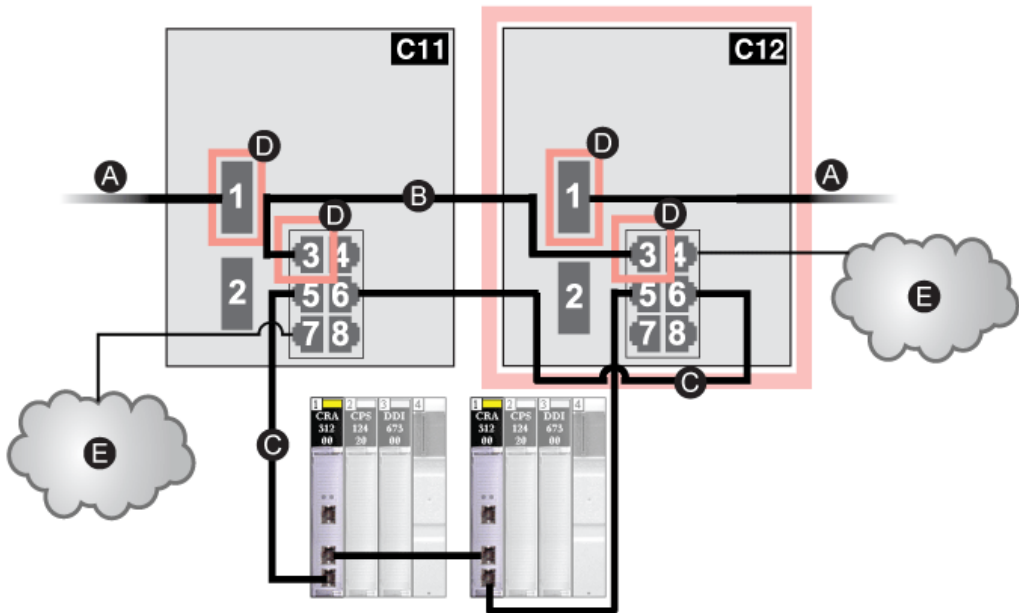 C11
C12
D
D
A
A
1
B
1
D
D
3 4
3 4
2
5 6
2
5 6
E
7 8
7 8
C
1 2 3 4
1 2 3 4
CRA CPS DDI
312 124 673
00 20 00
CRA CPS DDI
312 124 673
00 20 00
C
E